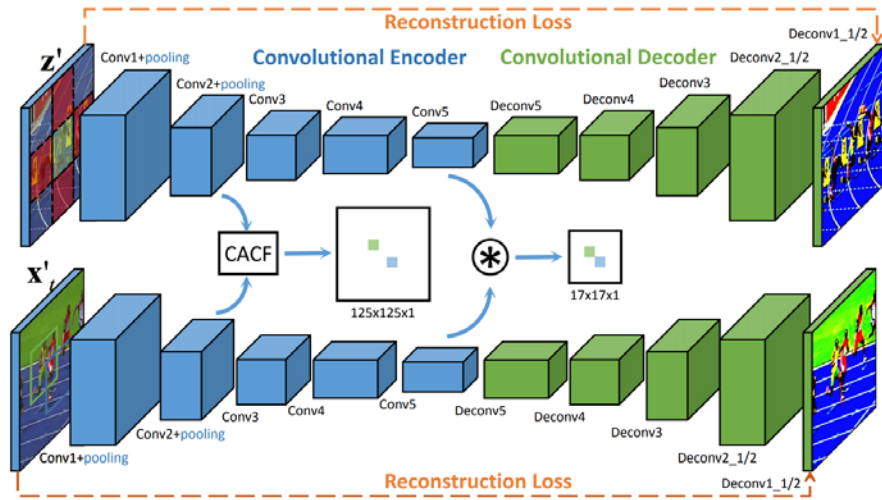 Reconstruction Loss
Deconv1_1/2
z'
Conv1+pooling
Convolutional Encoder
Convolutional Decoder
Deconv2_1/2
Conv2+pooling
Conv3
Conv4
Conv5
Deconv5
Deconv4
Deconv3
CACF
*
125x125x1
17x17x1
x't
Conv1+pooling
Conv2+pooling
Conv3
Conv4
Conv5
Deconv5
Deconv4
Deconv3
Deconv2_1/2
Deconv1_1/2
Reconstruction Loss